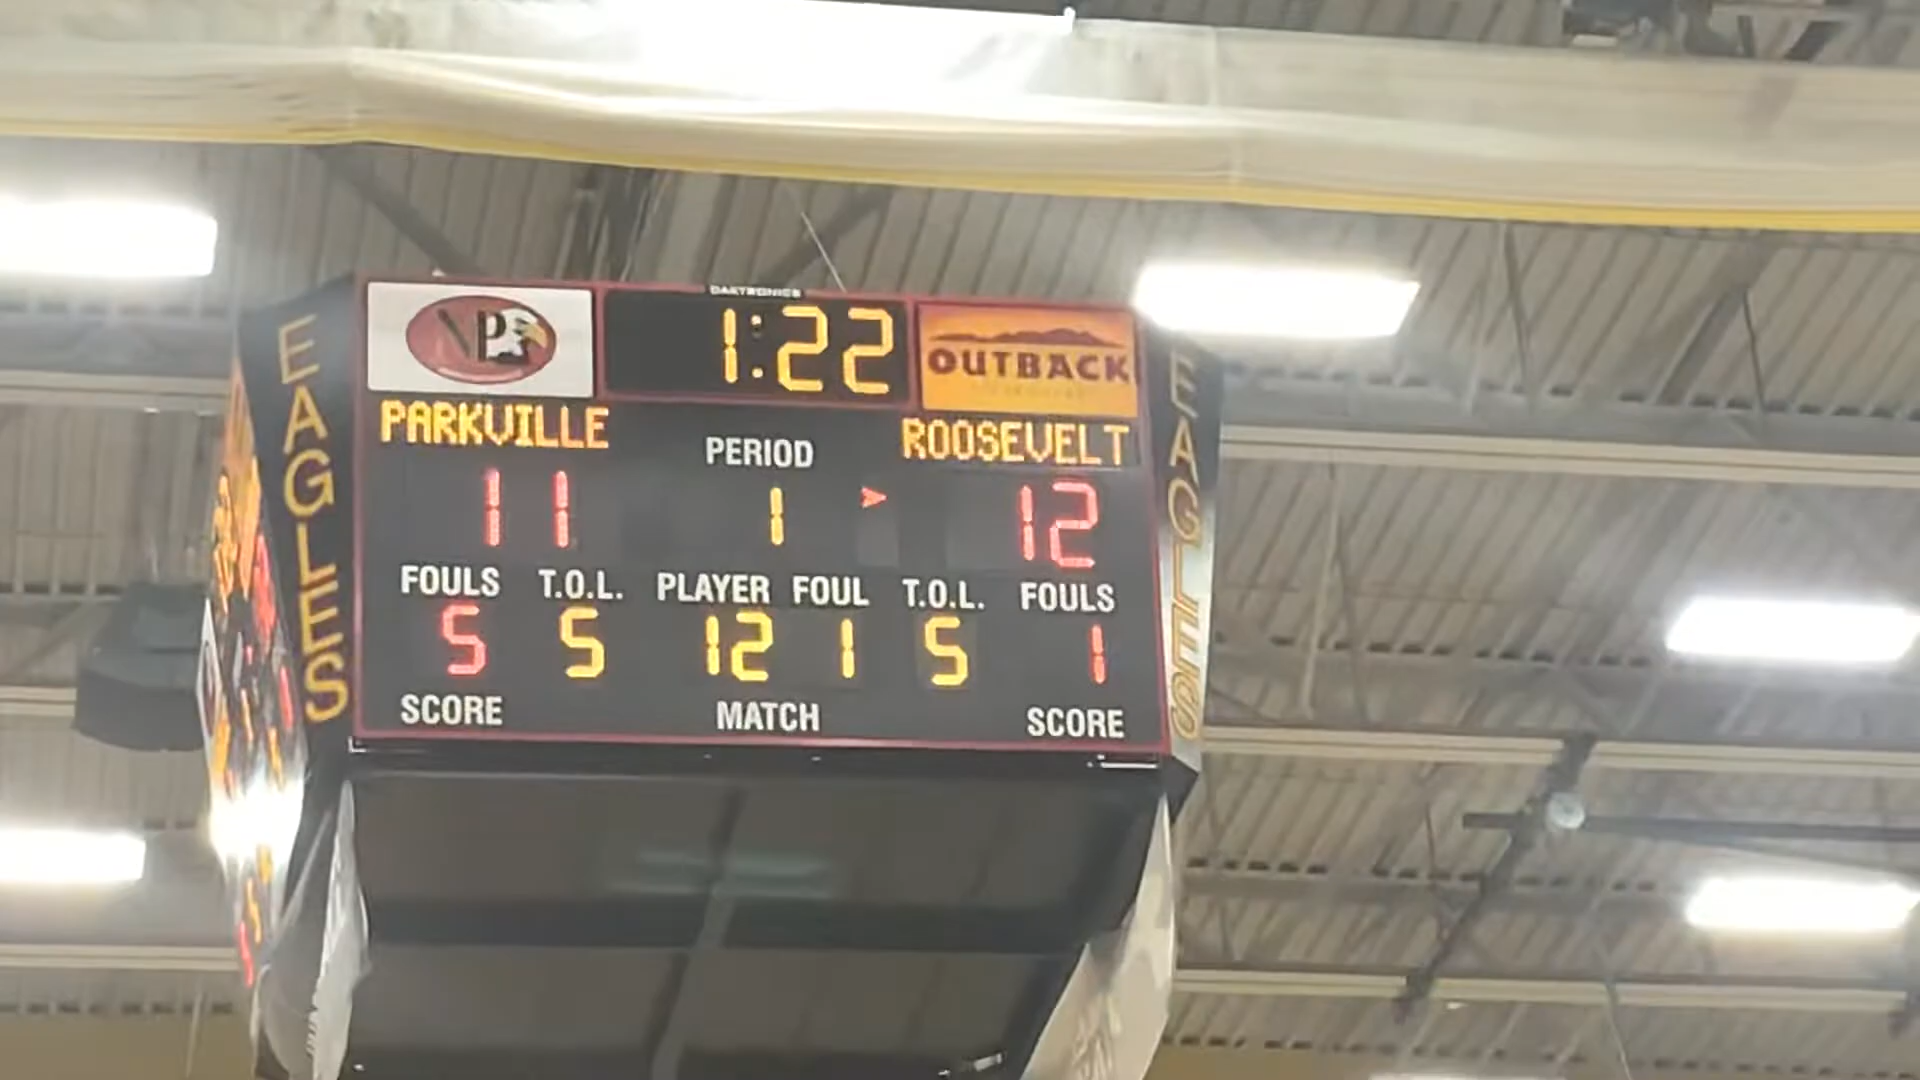 DAKTRONICS
NP
1:22
OUTBACK
EAGLES
EAGLES
PARKVILLE
PERIOD
ROOSEVELT
11
1
12
FOULS T.O.L. PLAYER FOUL T.O.L. FOULS
5 5 12 1 5 1
SCORE MATCH SCORE